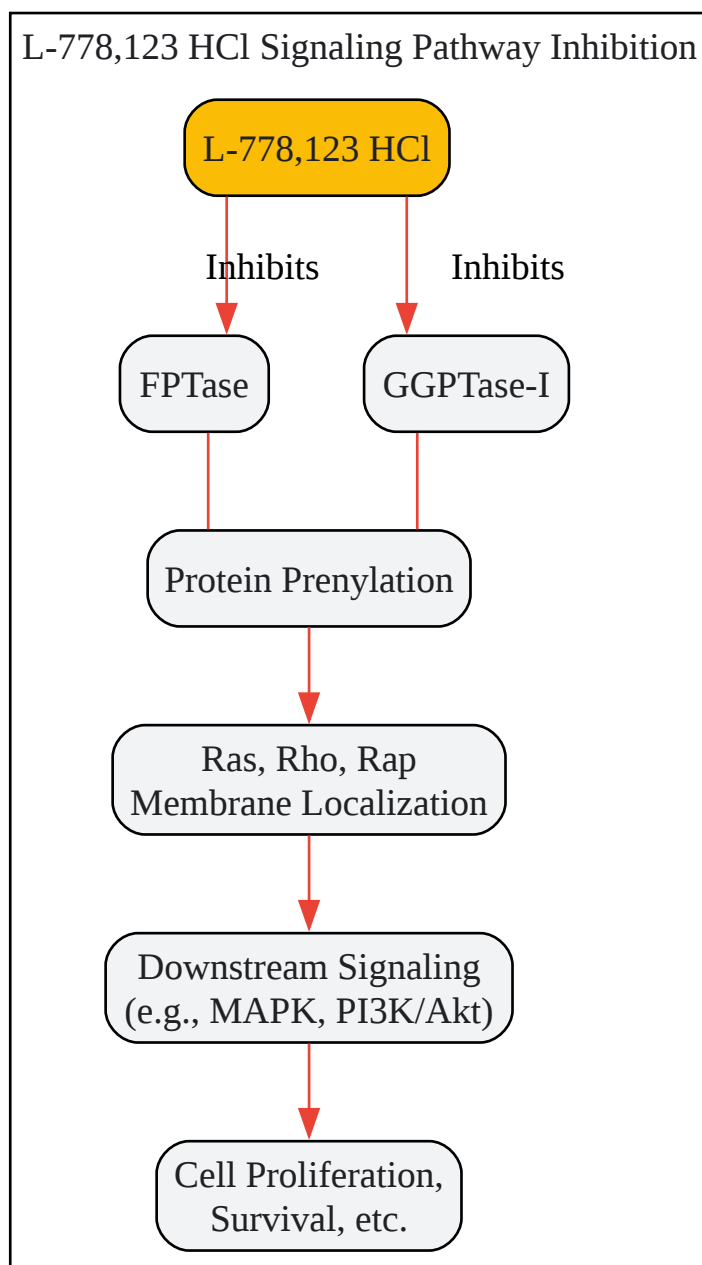 L-778,123 HCl Signaling Pathway Inhibition
L-778,123 HCl
Inhibits
Inhibits
FPTase
GGPTase-I
Protein Prenylation
Ras, Rho, Rap
Membrane Localization
Downstream Signaling
(e.g., MAPK, PI3K/Akt)
Cell Proliferation,
Survival, etc.